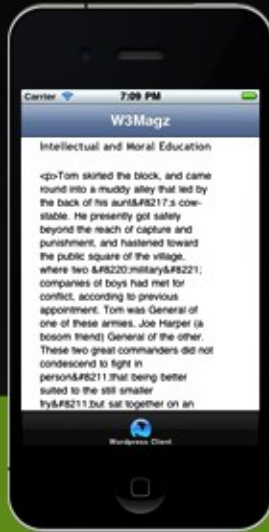 Carrier 7:09 PM
W3Magz
Intellectual and Moral Education
<p>Tom skirted the block, and came
round into a muddy alley that led by
the back of his aunt&#8217;s cow-
stable. He presently got safely
beyond the reach of capture and
punishment, and hastened toward
the public square of the village,
where two &#8220;military&#8221;
companies of boys had met for
conflict, according to previous
appointment. Tom was General of
one of these armies, Joe Harper (a
bosom friend) General of the other.
These two great commanders did not
condescend to fight in
person&#8211;that being better
suited to the still smaller
fry&#8211;but sat together on an
Wordpress Client